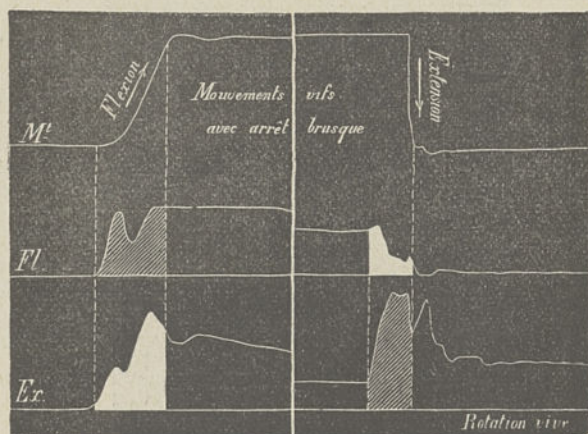 Flexion
Extension
Mouvements vifs
avec arrêt brusque
Mt
Fl
Ex.
Rotation vive